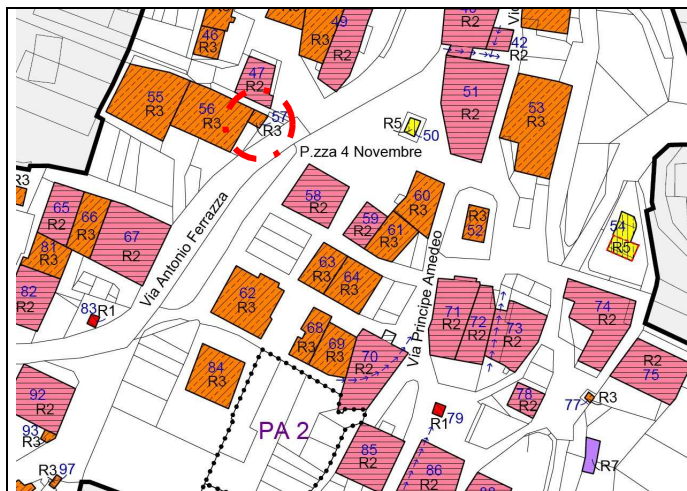 R3
46
R3
R3
49
R2
48
Via
42
R2
47
R2
51
R2
53
R3
55
R3
56
R3
57
R3
R5
50
P.zza 4 Novembre
R3
58
R2
60
R3
59
R2
61
R3
R3
52
54
R5
65
R2
66
R3
67
R2
81
R3
82
R2
83
R1
Via Antonio Ferrazza
Via Principe Amedeo
63
R3
64
R3
62
R3
68
R3
69
R3
70
R2
71
R2
72
R2
73
R2
74
R2
R2
75
84
R3
92
R2
93
R3
R3
97
PA 2
R1
79
78
R2
77
R3
R7
85
R2
86
R2
88